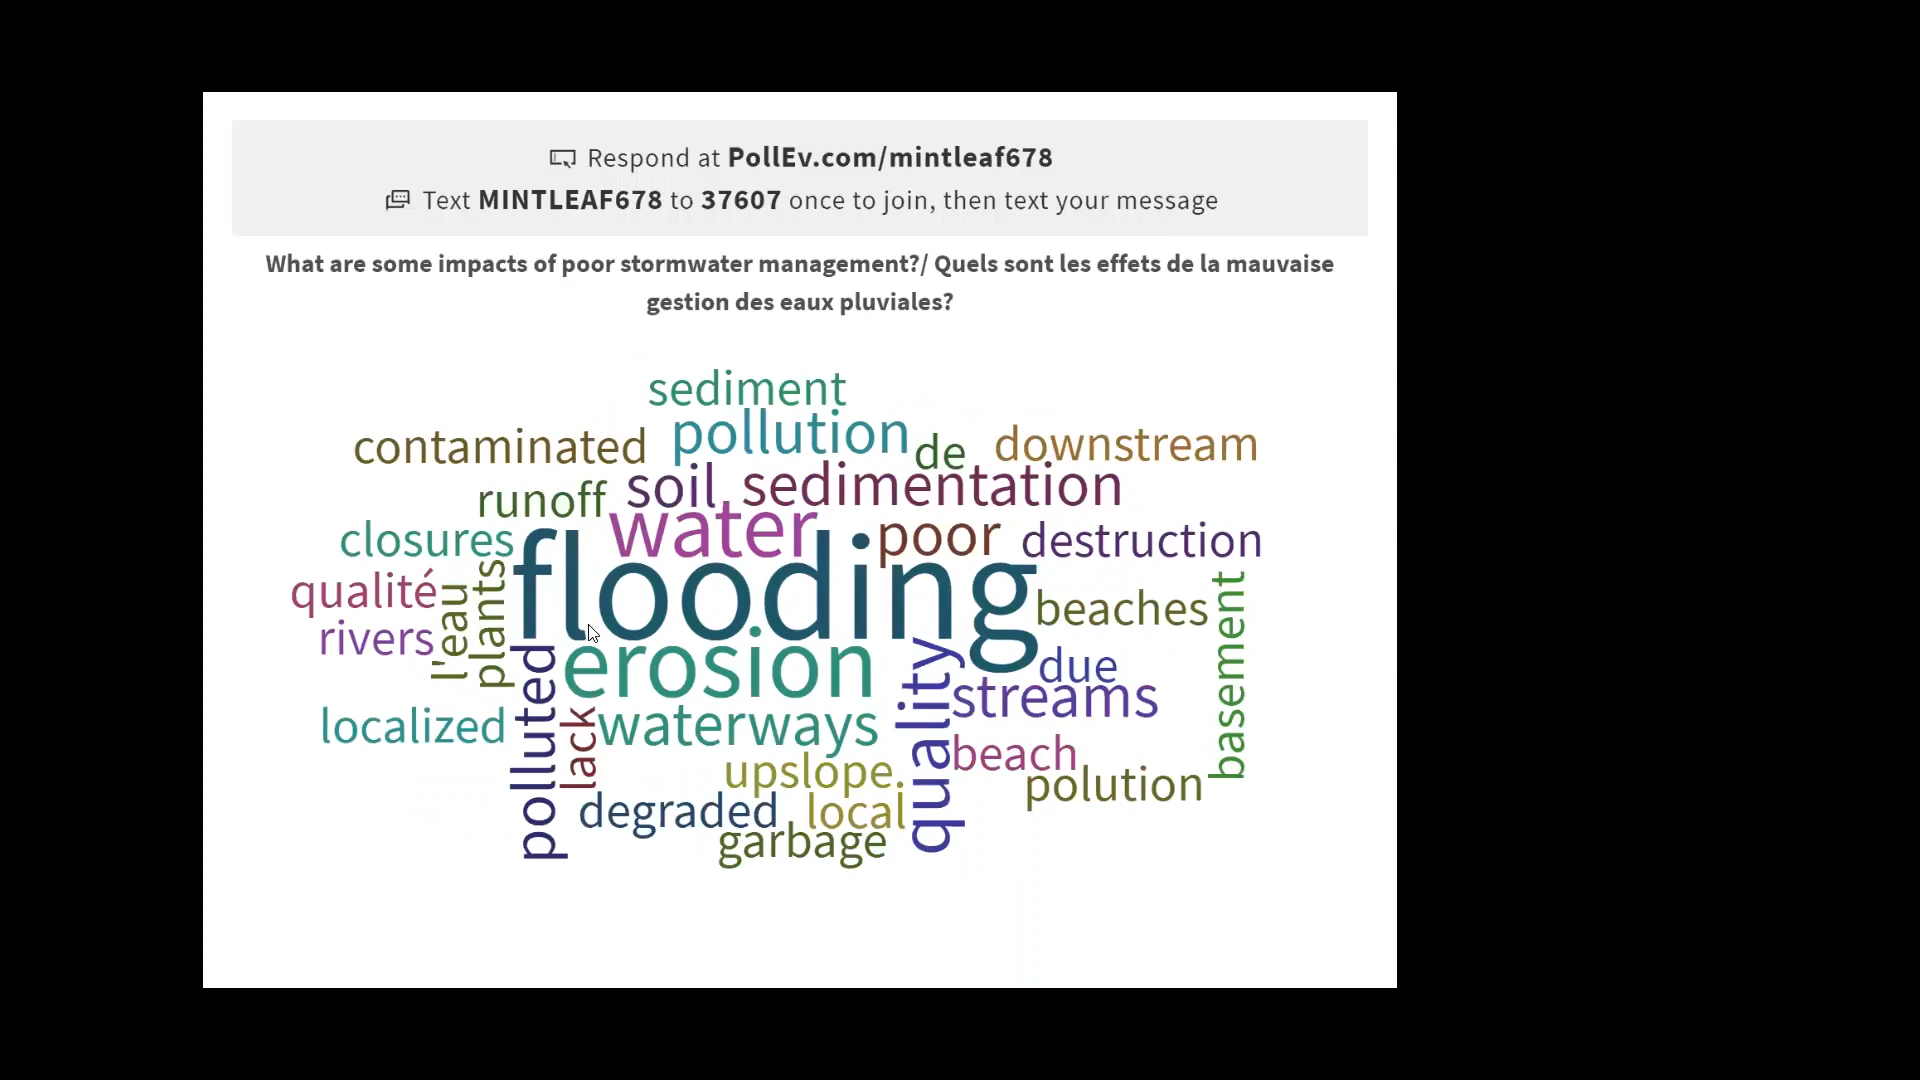 Respond at PollEv.com/mintleaf678
Text MINTLEAF678 to 37607 once to join, then text your message
What are some impacts of poor stormwater management?/ Quels sont les effets de la mauvaise
gestion des eaux pluviales?
sediment
contaminated
pollution
de
downstream
runoff
soil
sedimentation
closures
water
poor
destruction
qualité
l'eau
plants
flooding
beaches
basement
rivers
erosion
due
localized
polluted
lack
waterways
quality
streams
upslope.
beach
polution
degraded
local
garbage